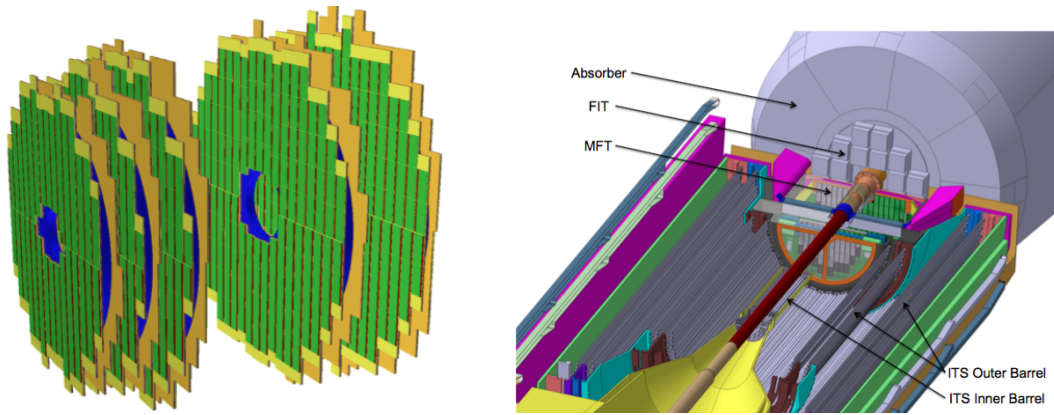 Absorber
FIT
MFT
ITS Outer Barrel
ITS Inner Barrel